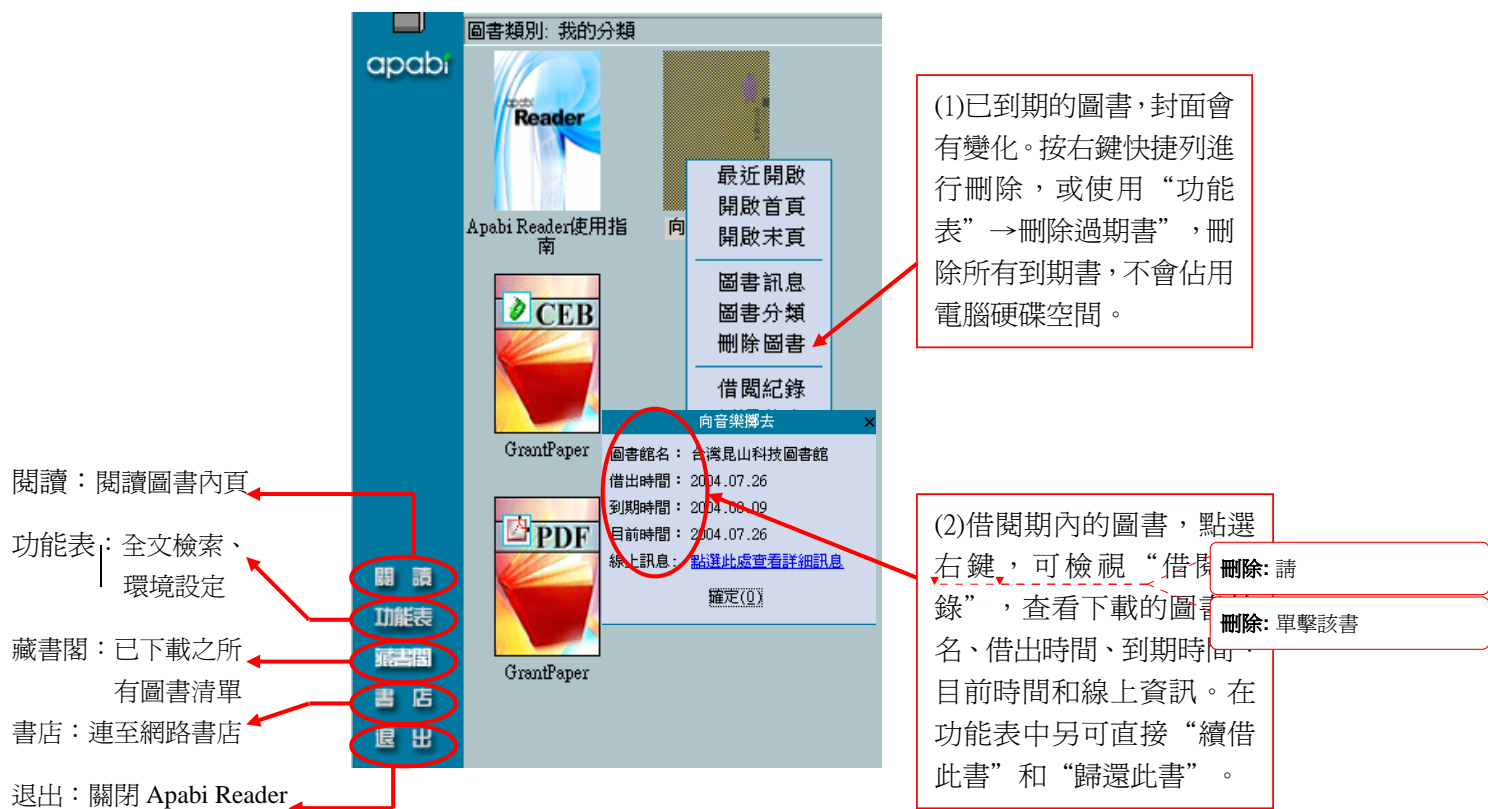 圖書類別: 我的分類
apabi
apabi
Reader
Apabi Reader使用指
南
向
最近開啟
開啟首頁
開啟末頁
圖書訊息
圖書分類
刪除圖書
借閱紀錄
CEB
GrantPaper
PDF
GrantPaper
向音樂擲去
×
圖書館名：台灣昆山科技圖書館
借出時間：2004.07.26
到期時間：2004.08.09
目前時間：2004.07.26
線上訊息：點選此處查看詳細訊息
確定(O)
閱讀
功能表
藏書閣
書店
退出
閱讀：閱讀圖書內頁
功能表：全文檢索、
環境設定
藏書閣：已下載之所
有圖書清單
書店：連至網路書店
退出：關閉 Apabi Reader
(1)已到期的圖書，封面會
有變化。按右鍵快捷列進
行刪除，或使用“功能
表”→刪除過期書”，刪
除所有到期書，不會佔用
電腦硬碟空間。
(2)借閱期內的圖書，點選
右鍵，可檢視“借閱
錄”，查看下載的圖書
名、借出時間、到期時間、
目前時間和線上資訊。在
功能表中另可直接“續借
此書”和“歸還此書”。
刪除: 請
刪除: 單擊該書